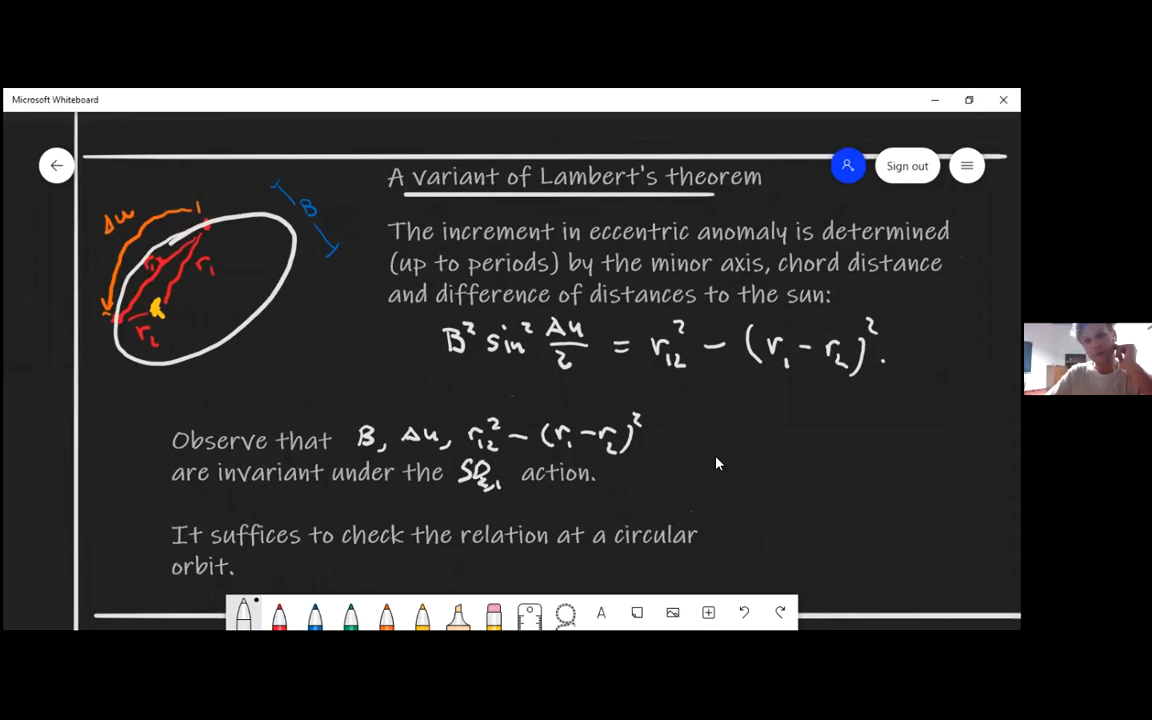 Microsoft Whiteboard
Sign out
A variant of Lambert's theorem
Δu
B
The increment in eccentric anomaly is determined
(up to periods) by the minor axis, chord distance
and difference of distances to the sun:
r₁₂
r₁
r₂
B² sin² Δu/2 = r₁₂² − (r₁ − r₂)².
Observe that B, Δu, r₁₂² − (r₁ − r₂)²
are invariant under the SO₂,₁ action.
It suffices to check the relation at a circular
orbit.
A